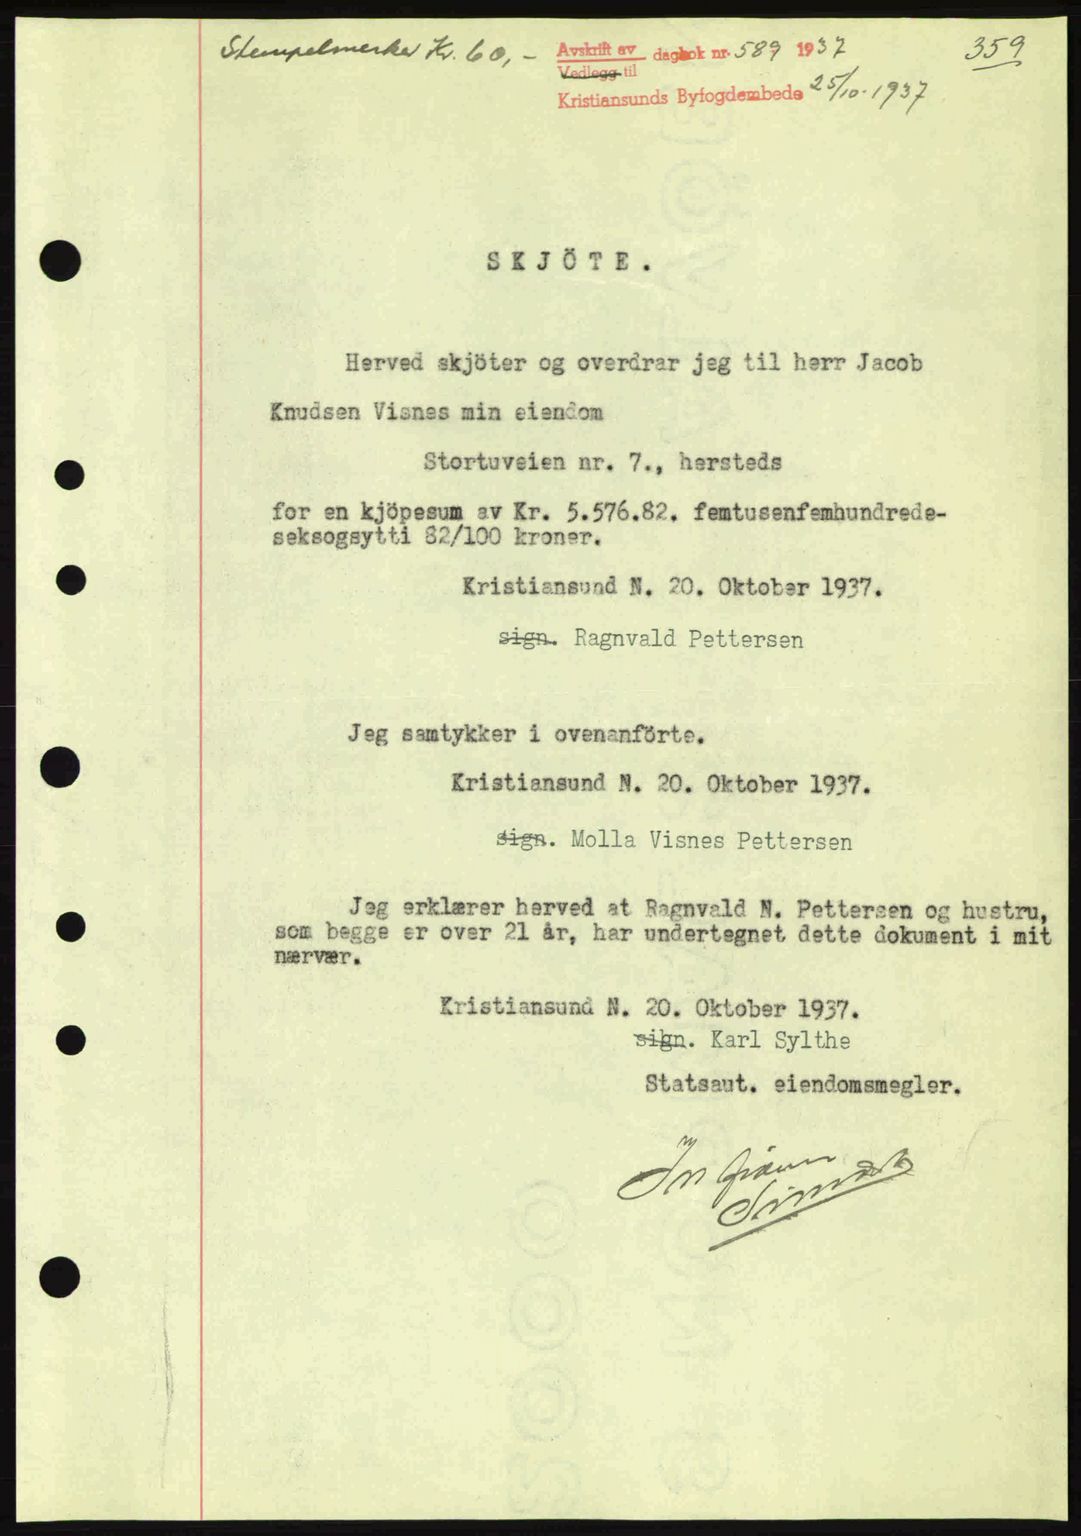 Stempelmerker Kr. 60,- Avskrift av dagbok nr. 589 1937 359
Vedlegg til
Kristiansunds Byfogdembede 25/10-1937
SKJÖTE.
Herved skjöter og overdrar jeg til herr Jacob
Knudsen Visnes min eiendom
Stortuveien nr. 7., hersteds
for en kjöpesum av Kr. 5.576.82. femtusenfemhundrede-
seksogsytti 82/100 kroner.
Kristiansund N. 20. Oktober 1937.
sign. Ragnvald Pettersen
Jeg samtykker i ovenanförte.
Kristiansund N. 20. Oktober 1937.
sign. Molla Visnes Pettersen
Jeg erklærer herved at Ragnvald N. Pettersen og hustru,
som begge er over 21 år, har undertegnet dette dokument i mit
nærvær.
Kristiansund N. 20. Oktober 1937.
sign. Karl Sylthe
Statsaut. eiendomsmegler.